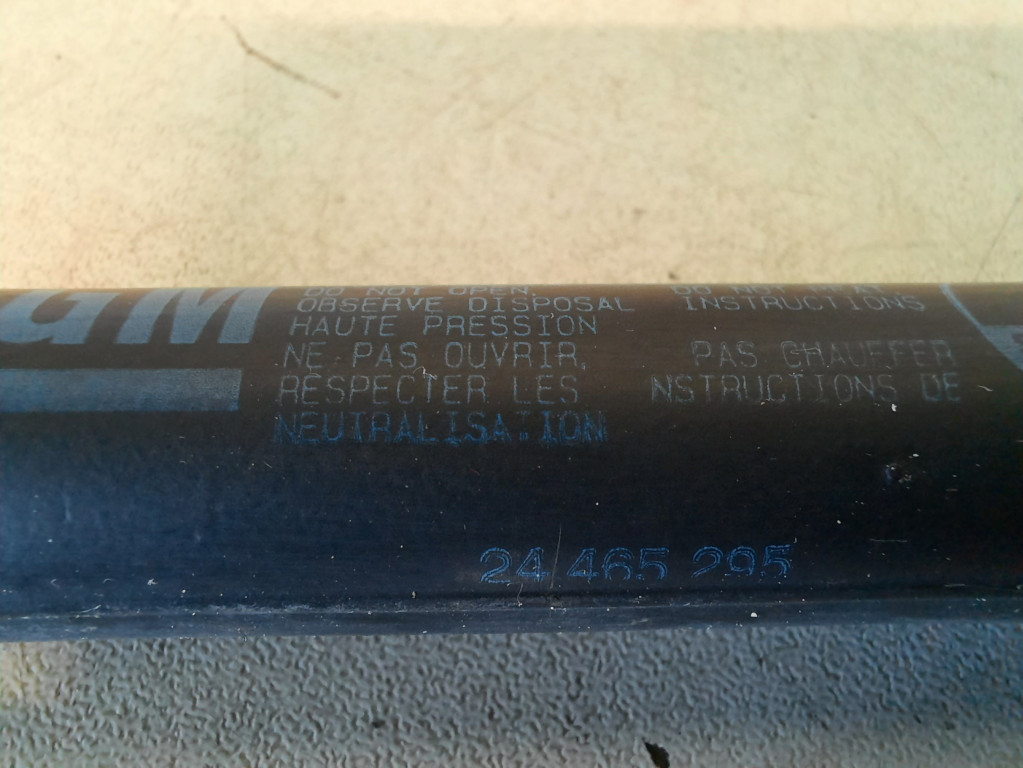 GM
DO NOT OPEN. DO NOT HEAT
OBSERVE DISPOSAL INSTRUCTIONS
HAUTE PRESSION
NE PAS OUVRIR, PAS CHAUFFER
RESPECTER LES NSTRUCTIONS DE
NEUTRALISATION
24 465 295